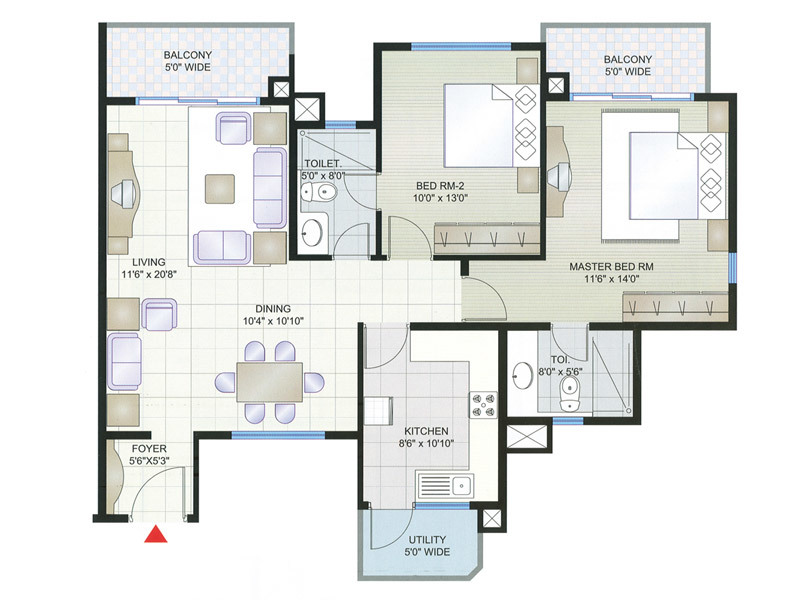 BALCONY
5'0" WIDE
BALCONY
5'0" WIDE
TOILET.
5'0" x 8'0"
BED RM-2
10'0" x 13'0"
LIVING
11'6" x 20'8"
MASTER BED RM
11'6" x 14'0"
DINING
10'4" x 10'10"
TOI.
8'0" x 5'6"
KITCHEN
8'6" x 10'10"
FOYER
5'6"X5'3"
UTILITY
5'0" WIDE